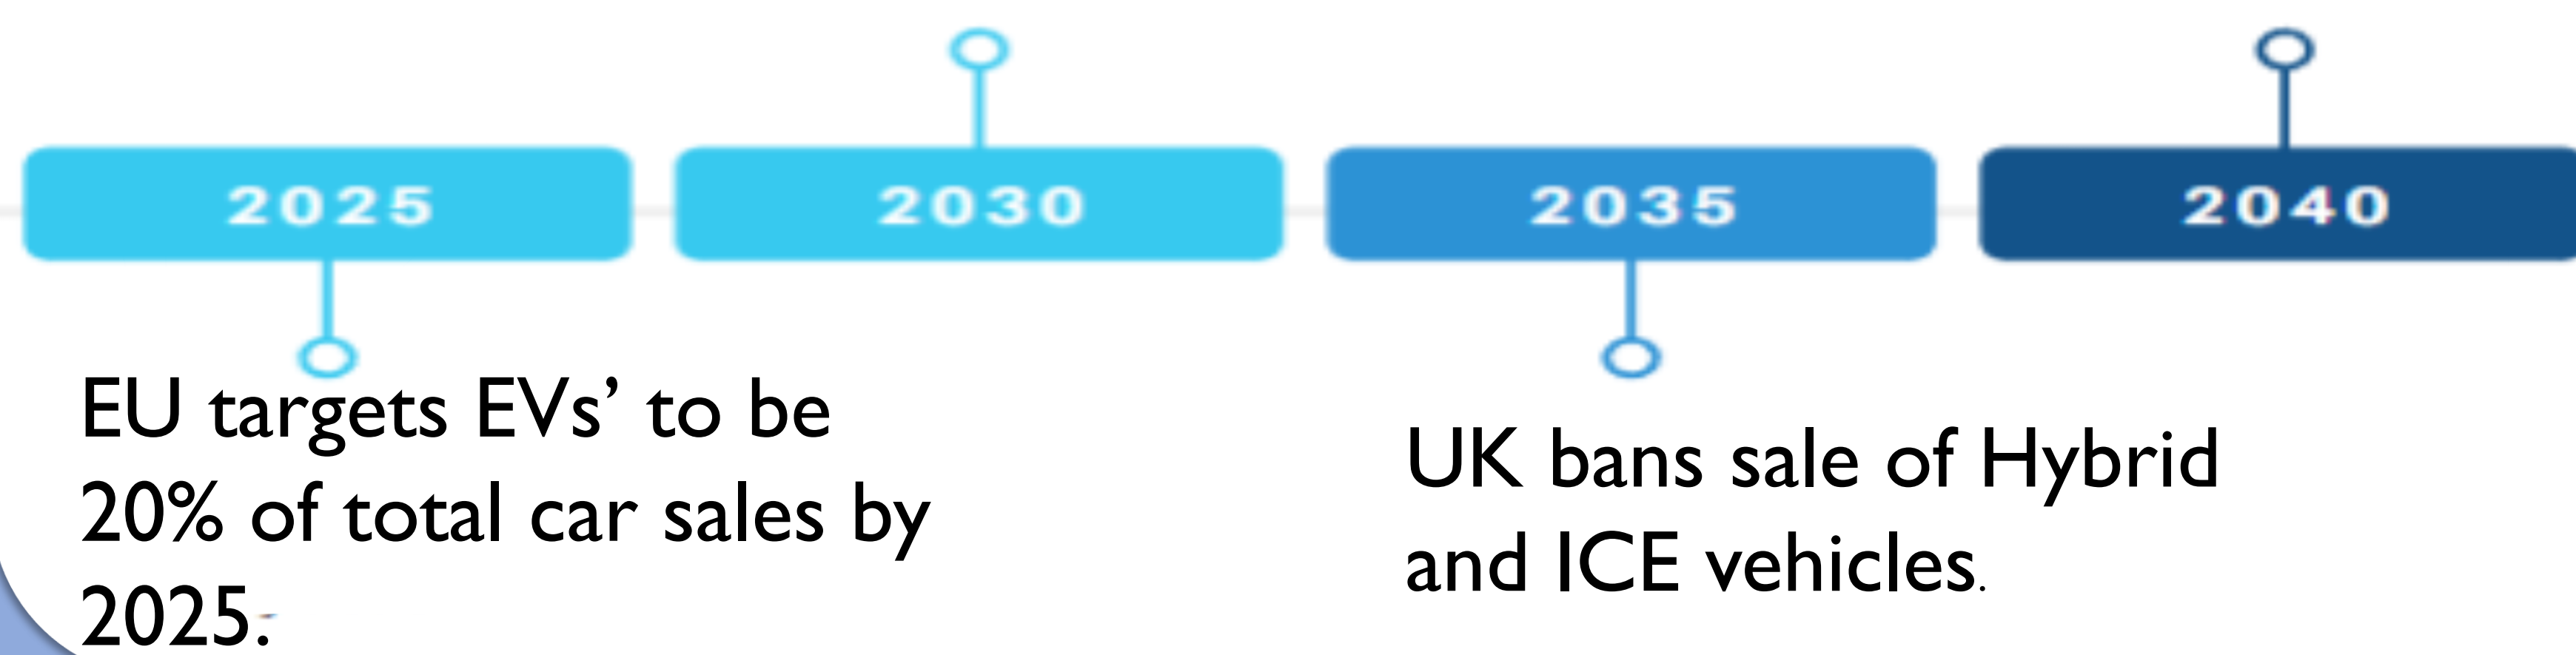 2025 2030 2035 2040
EU targets EVs’ to be
20% of total car sales by
2025.
UK bans sale of Hybrid
and ICE vehicles.